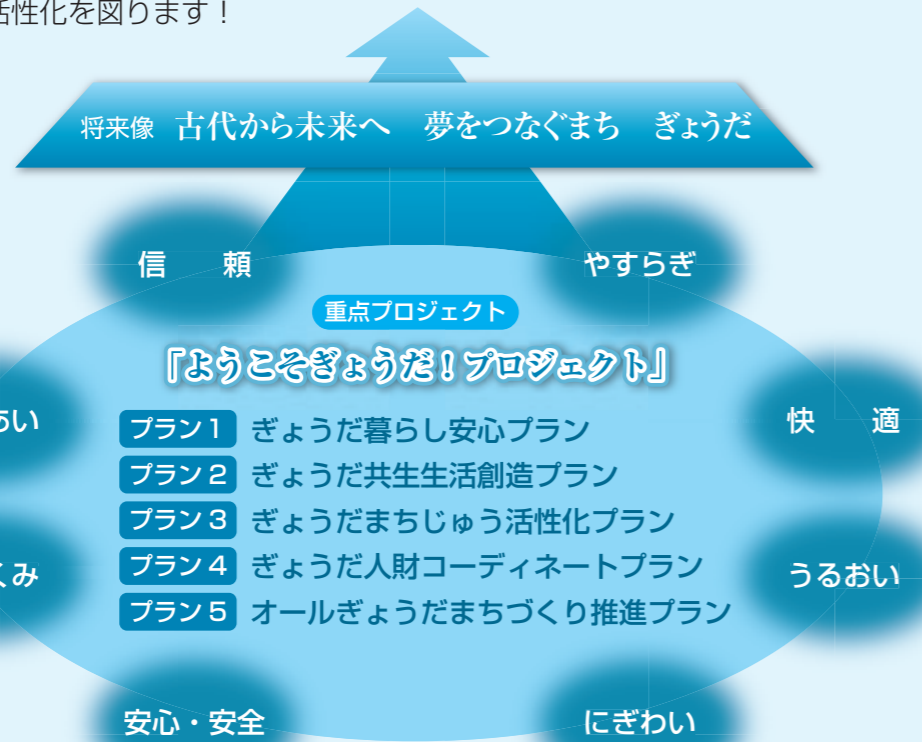 活性化を図ります！
将来像 古代から未来へ 夢をつなぐまち ぎょうだ
信 頼
やすらぎ
重点プロジェクト
「ようこそぎょうだ！プロジェクト」
あい
快 適
プラン1 ぎょうだ暮らし安心プラン
プラン2 ぎょうだ共生生活創造プラン
プラン3 ぎょうだまちじゅう活性化プラン
プラン4 ぎょうだ人財コーディネートプラン
プラン5 オールぎょうだまちづくり推進プラン
くみ
うるおい
安心・安全
にぎわい